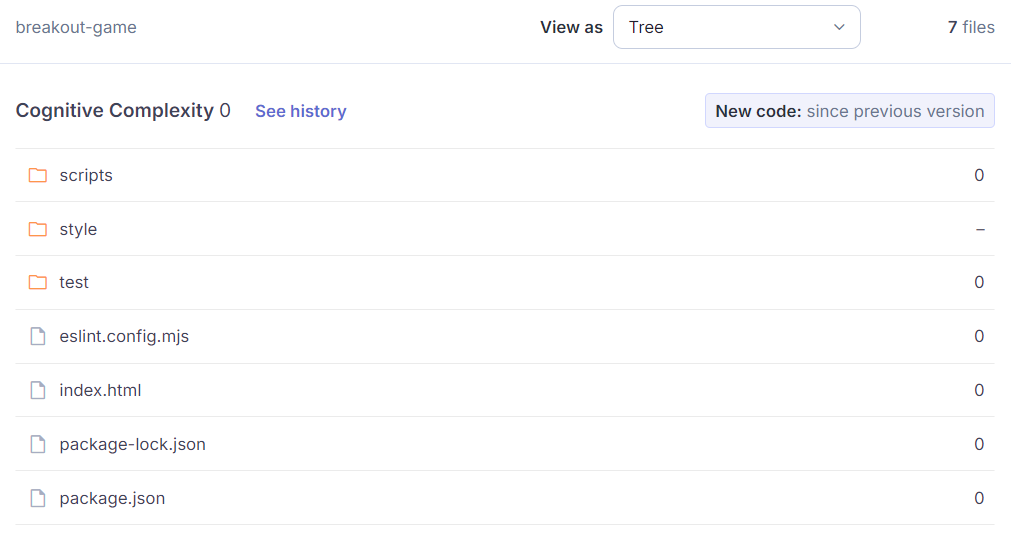 breakout-game View as Tree 7 files
Cognitive Complexity 0 See history New code: since previous version
scripts 0
style –
test 0
eslint.config.mjs 0
index.html 0
package-lock.json 0
package.json 0